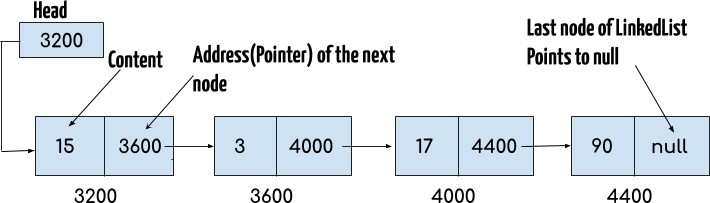 Head
3200
Content
Address(Pointer) of the next
node
Last node of LinkedList
Points to null
15 3600 3 4000 17 4400 90 null
3200 3600 4000 4400